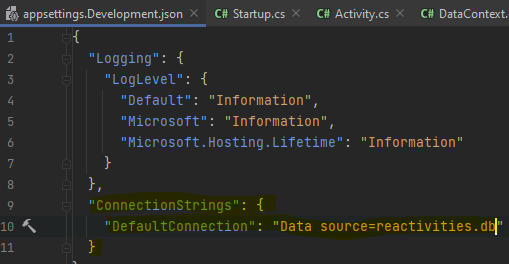 appsettings.Development.json
C# Startup.cs
C# Activity.cs
C# DataContext.
1 {
2 "Logging": {
3 "LogLevel": {
4 "Default": "Information",
5 "Microsoft": "Information",
6 "Microsoft.Hosting.Lifetime": "Information"
7 }
8 },
9 "ConnectionStrings": {
10 "DefaultConnection": "Data source=reactivities.db"
11 }
}